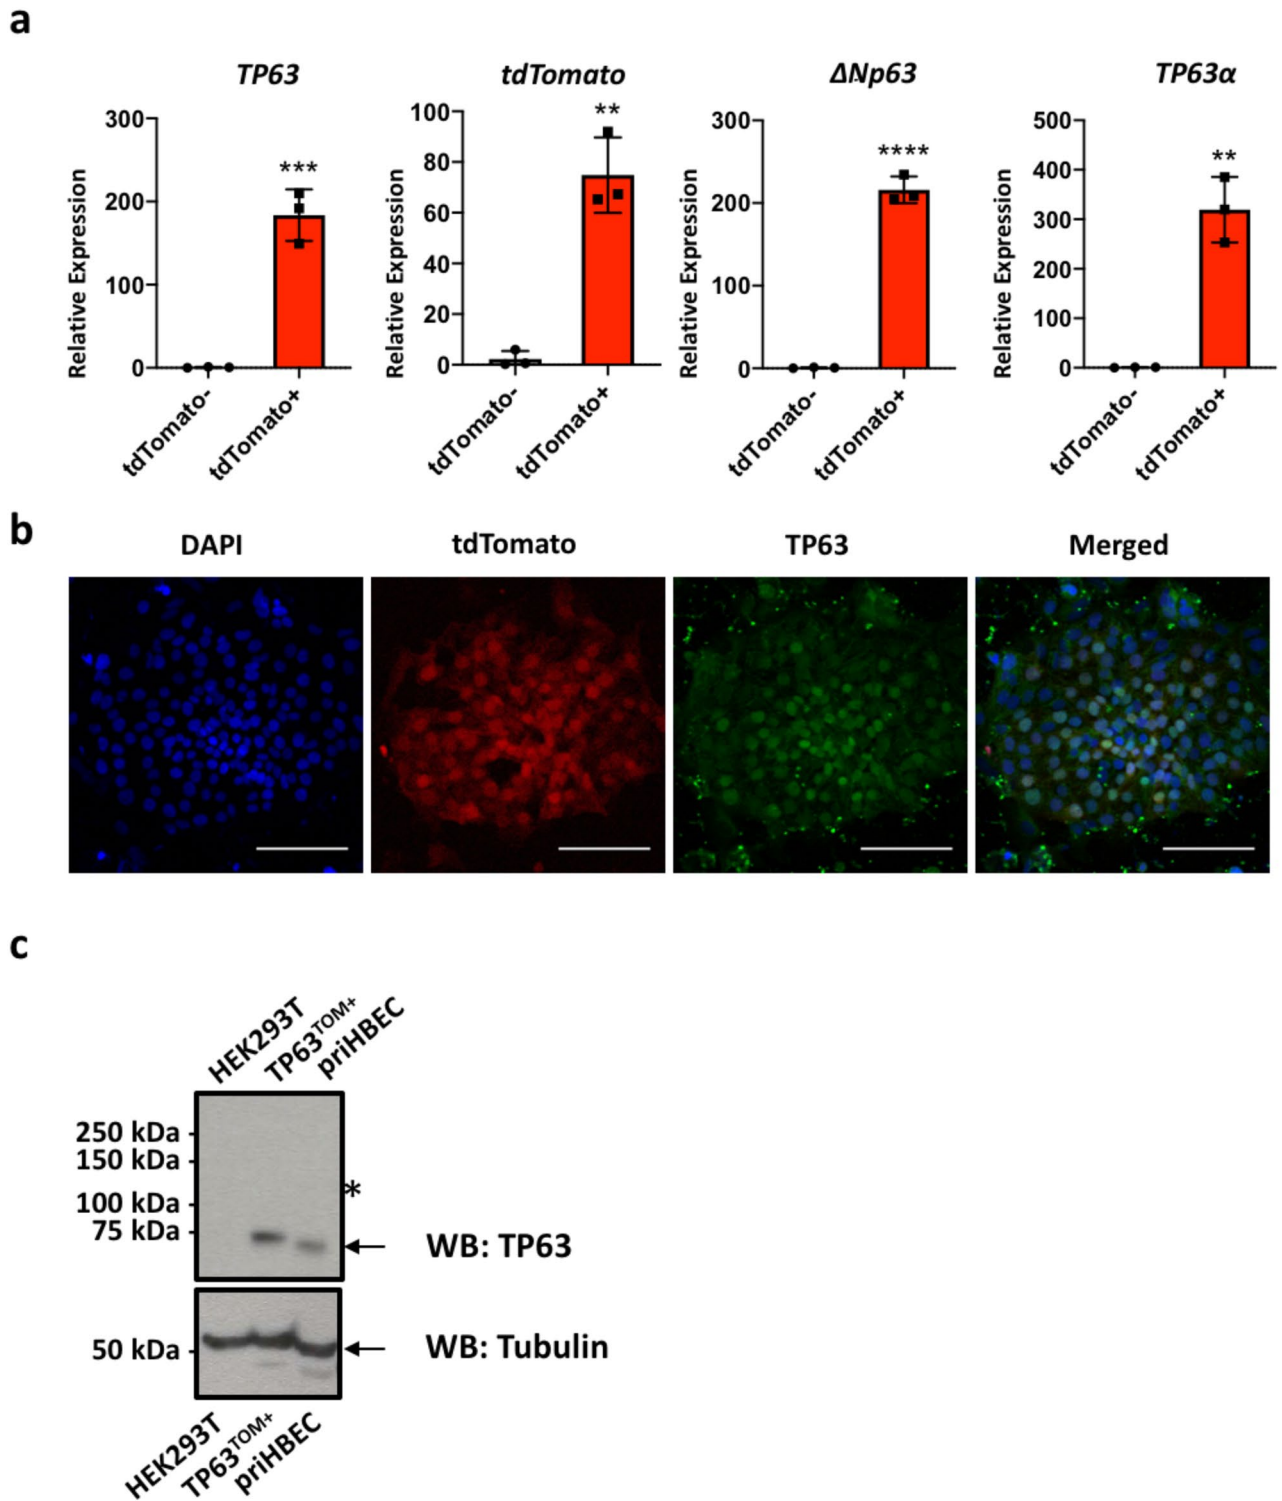 a
TP63
tdTomato
ΔNp63
TP63α
Relative Expression
300
200
100
0
***
tdTomato-
tdTomato+
Relative Expression
100
80
60
40
20
0
**
tdTomato-
tdTomato+
Relative Expression
300
200
100
0
****
tdTomato-
tdTomato+
Relative Expression
500
400
300
200
100
0
**
tdTomato-
tdTomato+
b
DAPI
tdTomato
TP63
Merged
c
HEK293T
TP63TOM+
priHBEC
250 kDa
150 kDa
100 kDa
75 kDa
*
WB: TP63
50 kDa
WB: Tubulin
HEK293T
TP63TOM+
priHBEC